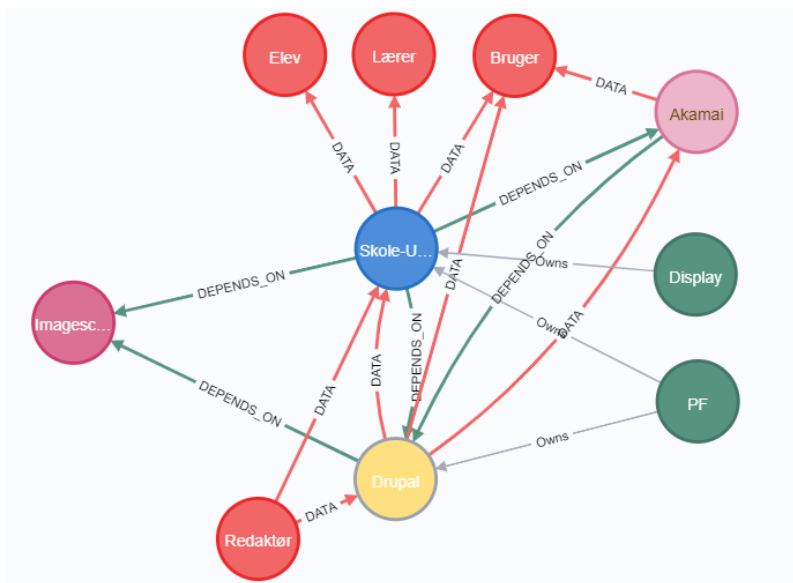 Elev
Lærer
Bruger
DATA
Akamai
DATA
DATA
DATA
DEPENDS_ON
Skole-U...
Owns
Display
DEPENDS_ON
DATA
DEPENDS_ON
Imagesc...
Owns
DATA
DATA
DEPENDS_ON
DATA
DEPENDS_ON
PF
Owns
Drupal
DATA
Redaktør